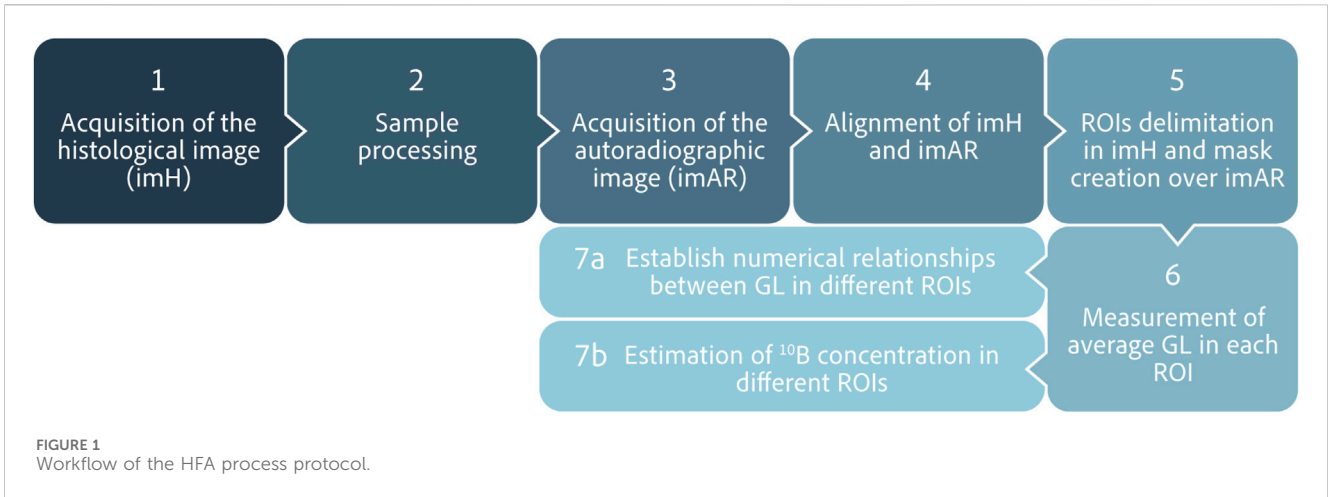 1
Acquisition of the
histological image
(imH)
2
Sample
processing
3
Acquisition of the
autoradiographic
image (imAR)
4
Alignment of imH
and imAR
5
ROIs delimitation
in imH and mask
creation over imAR
6
Measurement of
average GL in each
ROI
7a Establish numerical relationships
between GL in different ROIs
7b Estimation of ¹⁰B concentration in
different ROIs
FIGURE 1
Workflow of the HFA process protocol.